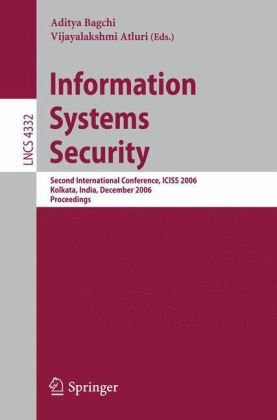 Aditya Bagchi
Vijayalakshmi Atluri (Eds.)
LNCS 4332
Information
Systems
Security
Second International Conference, ICISS 2006
Kolkata, India, December 2006
Proceedings
Springer